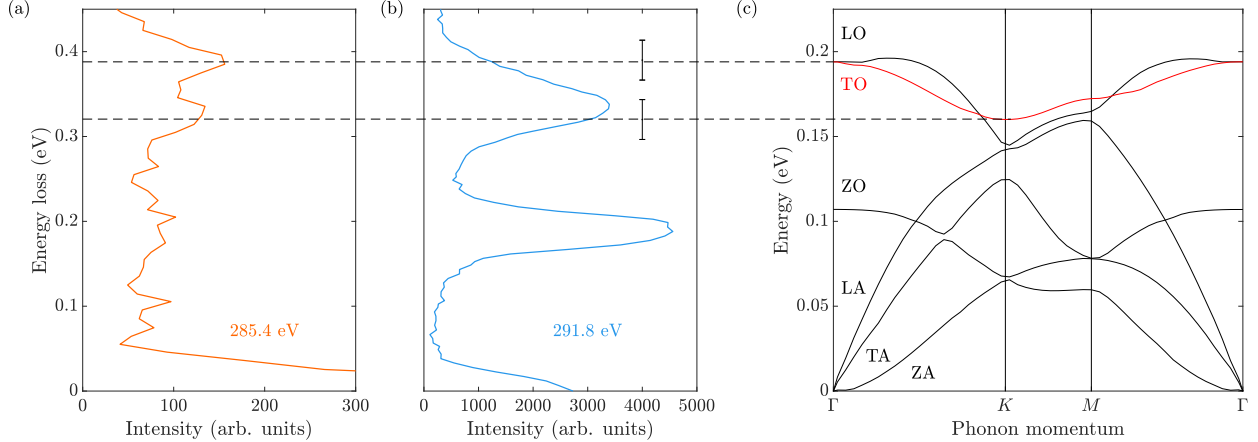 (a)
(b)
(c)
Energy loss (eV)
0.4
0.3
0.2
0.1
0
285.4 eV
0
100
200
300
Intensity (arb. units)
291.8 eV
0
1000
2000
3000
4000
5000
Intensity (arb. units)
Energy (eV)
0.2
0.15
0.1
0.05
0
LO
TO
ZO
LA
TA
ZA
Γ
K
M
Γ
Phonon momentum